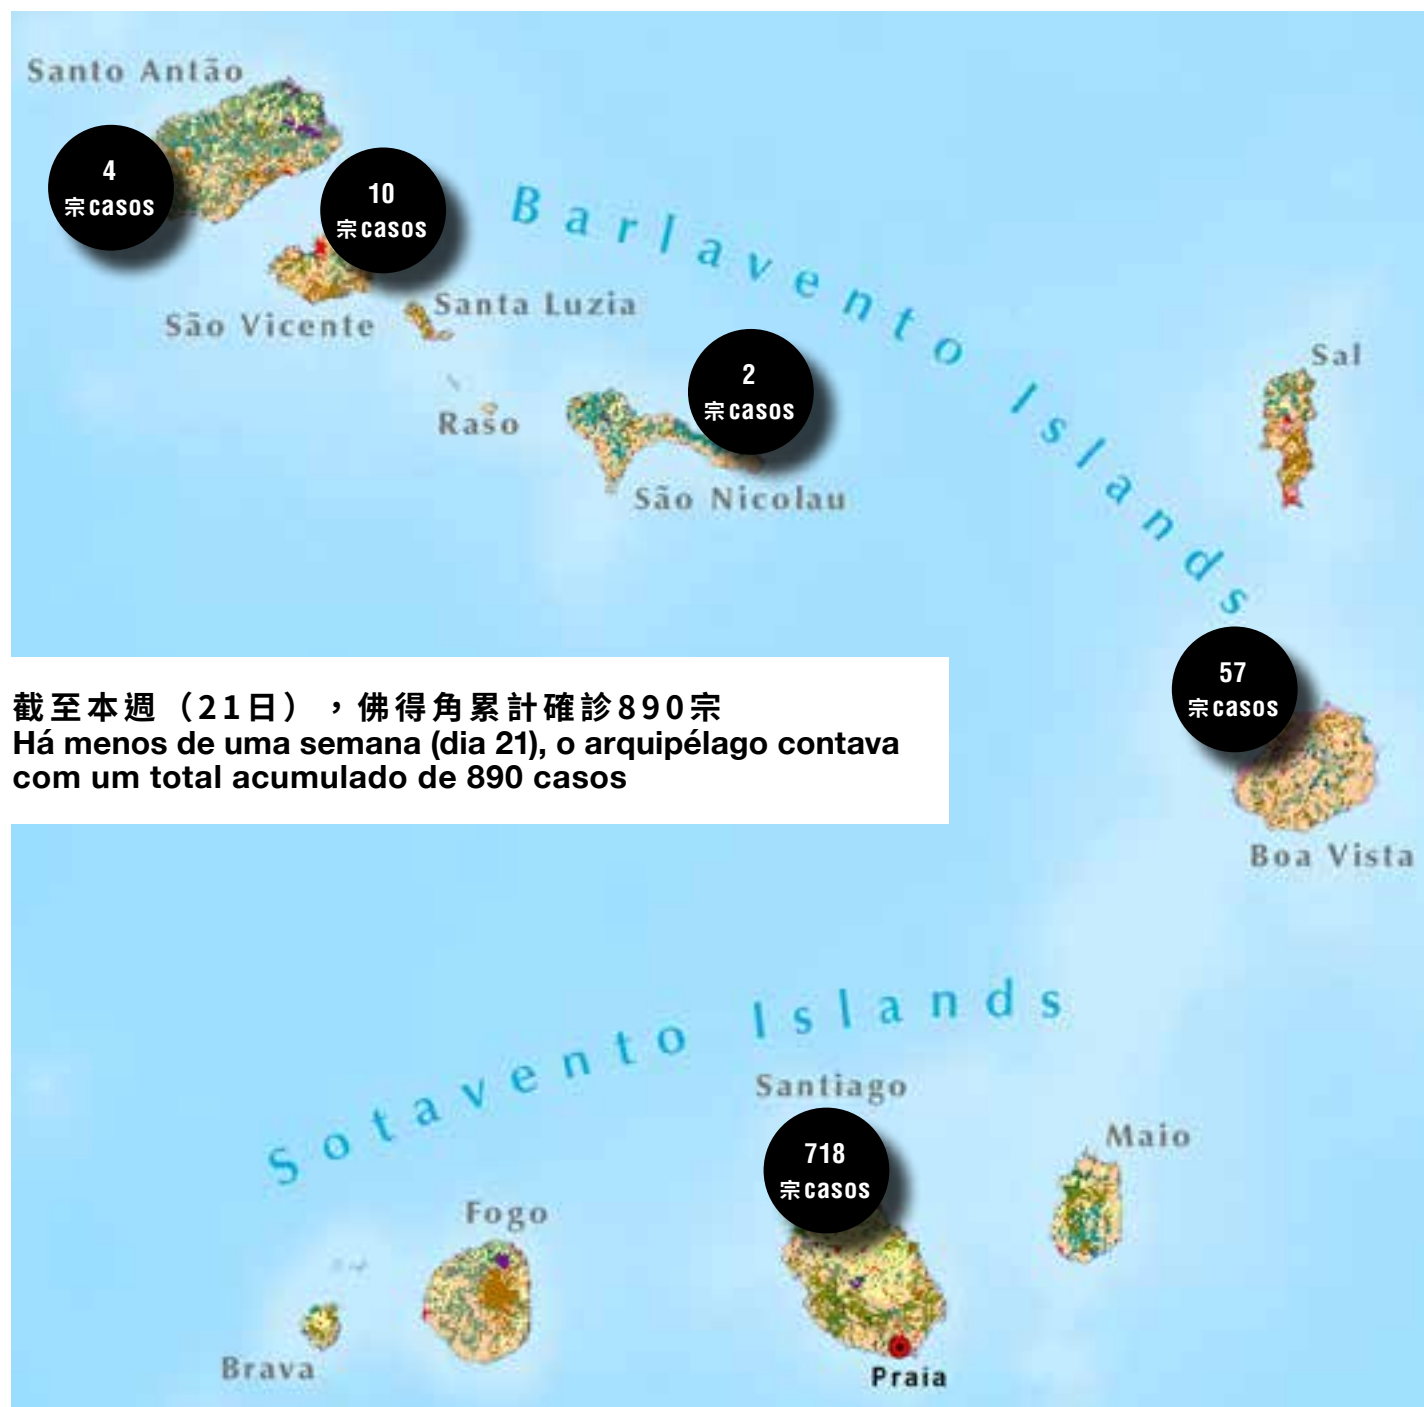 Santo Antão
4
宗casos
10
宗casos
Barlavento Islands
Santa Luzia
São Vicente
2
宗casos
Sal
Raso
São Nicolau
57
宗casos
截至本週（21日），佛得角累計確診890宗
Há menos de uma semana (dia 21), o arquipélago contava
com um total acumulado de 890 casos
Boa Vista
Sotavento Islands
Santiago
718
宗casos
Maio
Fogo
Brava
Praia